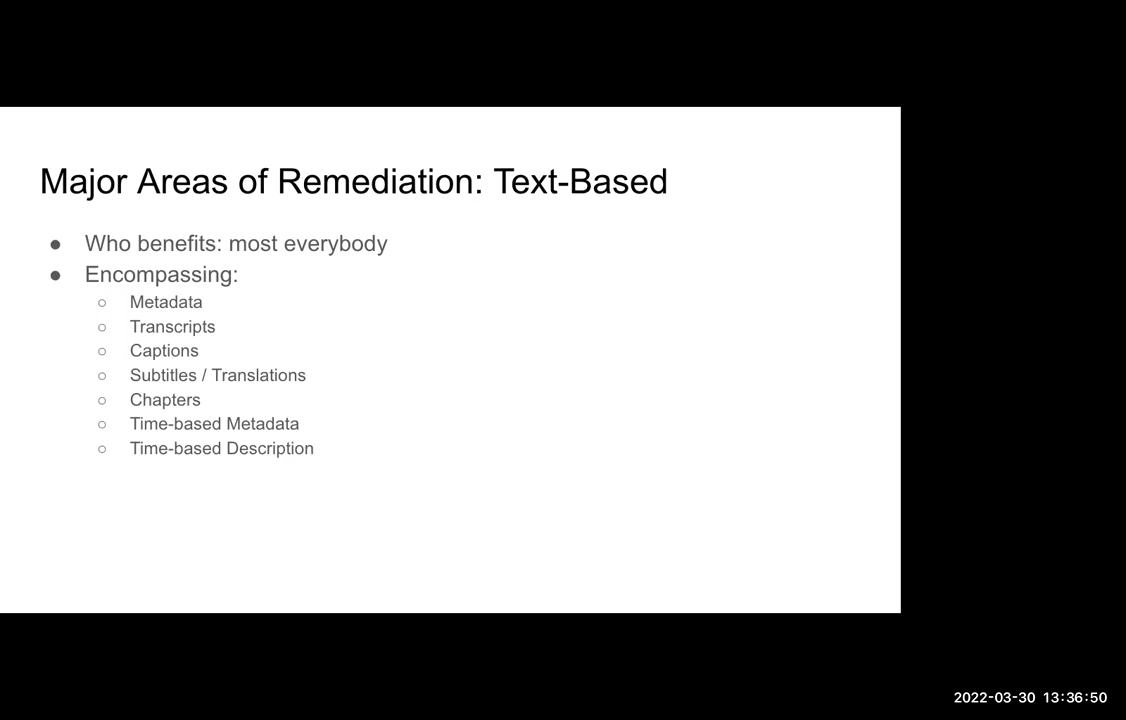 Major Areas of Remediation: Text-Based
● Who benefits: most everybody
● Encompassing:
○ Metadata
○ Transcripts
○ Captions
○ Subtitles / Translations
○ Chapters
○ Time-based Metadata
○ Time-based Description
2022-03-30 13:36:50